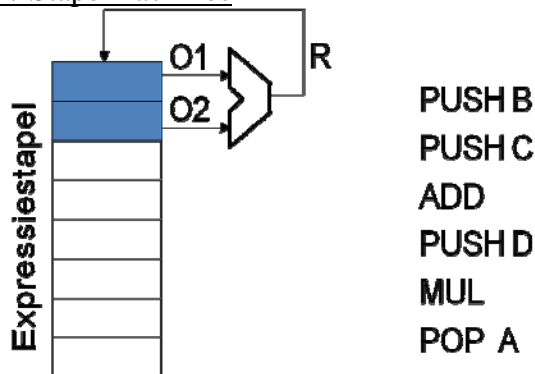 O1
R
O2
Expressiestapel
PUSH B
PUSH C
ADD
PUSH D
MUL
POP A